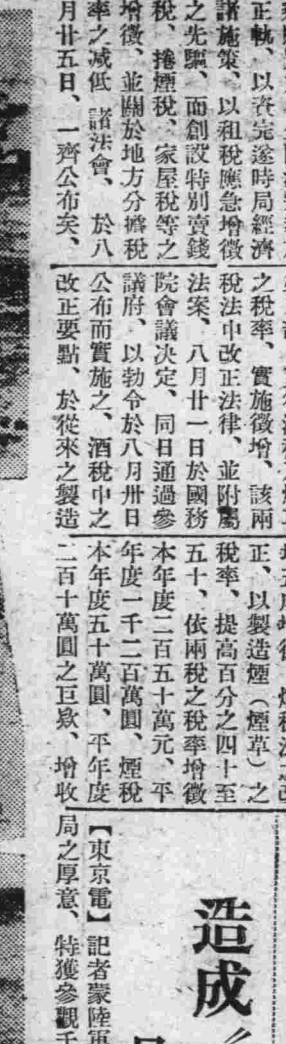 正軌、以資完遂時局經濟
諸施策、以租稅應急增徵
之先驅、而創設特別賣錢
稅、捲煙稅、家屋稅等之
增徵、並關於地方分擔稅
率之減低 諸法會、 於八
月廿五日、一齊公布矣、
之稅率、實施徵增、該兩
稅法中改正法律、並附屬
法案、八月廿一日於國務
院會議決定、同日通過參
議府、以勅令於八月卅日
公布而實施之、酒稅中之
改正要點、於從來之製造
正、以製造煙（煙草）之
稅率、提高百分之四十至
五十、依兩稅之稅率增徵
本年度二百五十萬元、平
年度一千二百萬圓、煙稅
本年度五十萬圓、平年度
二百十萬圓之巨欵、增收
造成
【東京電】記者蒙陸軍
局之厚意、特獲參觀千